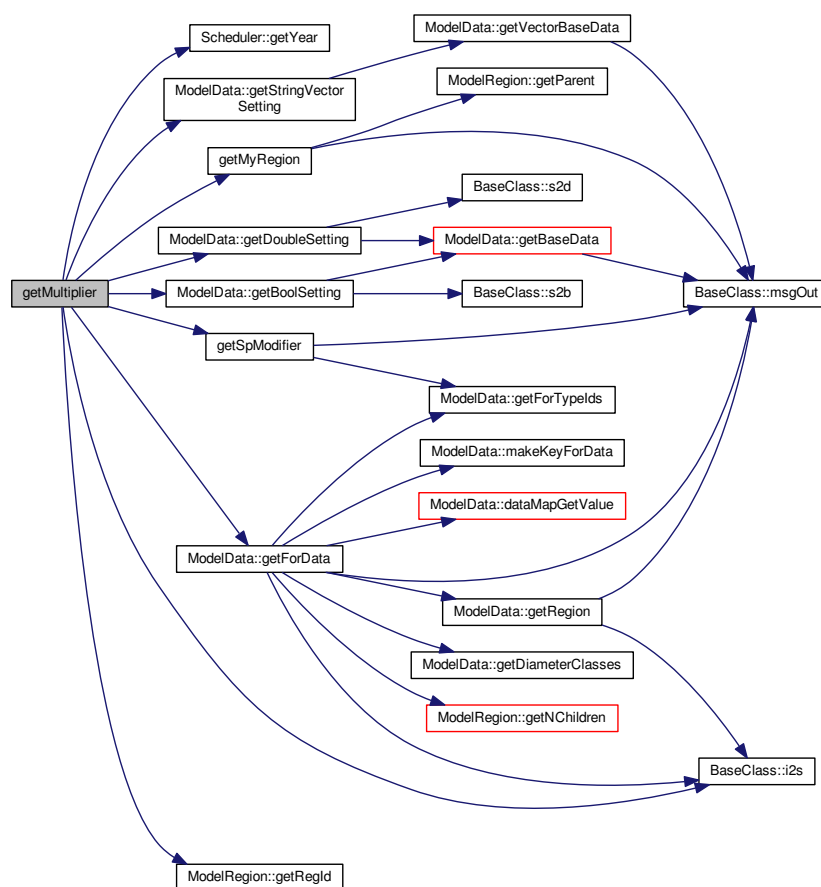 ModelData::getVectorBaseData
Scheduler::getYear
ModelRegion::getParent
ModelData::getStringVector
Setting
getMyRegion
BaseClass::s2d
ModelData::getDoubleSetting
ModelData::getBaseData
getMultiplier
ModelData::getBoolSetting
BaseClass::s2b
BaseClass::msgOut
getSpModifier
ModelData::getForTypeIds
ModelData::makeKeyForData
ModelData::dataMapGetValue
ModelData::getForData
ModelData::getRegion
ModelData::getDiameterClasses
ModelRegion::getNChildren
BaseClass::i2s
ModelRegion::getRegId